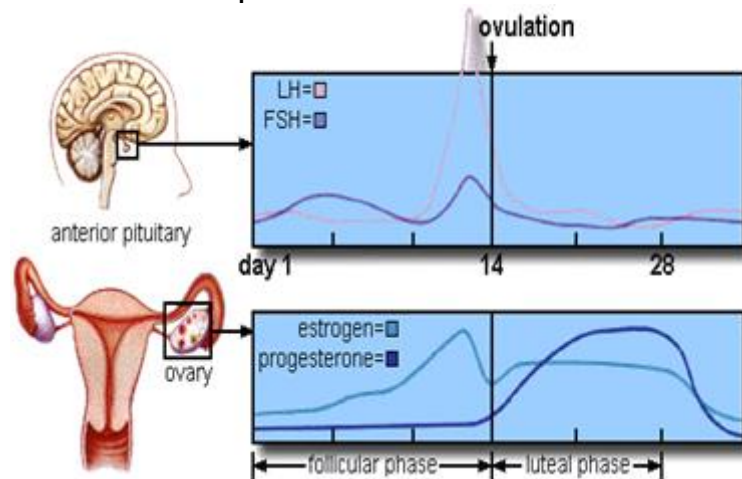 ovulation
LH=
FSH=
anterior pituitary
day 1 14 28
estrogen=
progesterone=
ovary
follicular phase luteal phase